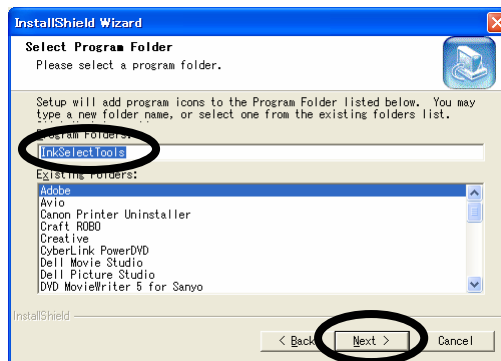 InstallShield Wizard
Select Program Folder
Please select a program folder.
Setup will add program icons to the Program Folder listed below. You may
type a new folder name, or select one from the existing folders list.
Program Folders:
InkSelectTools
Existing Folders:
Adobe
Avio
Canon Printer Uninstaller
Craft ROBO
Creative
CyberLink PowerDVD
Dell Movie Studio
Dell Picture Studio
DVD MovieWriter 5 for Sanyo
InstallShield
< Back Next > Cancel